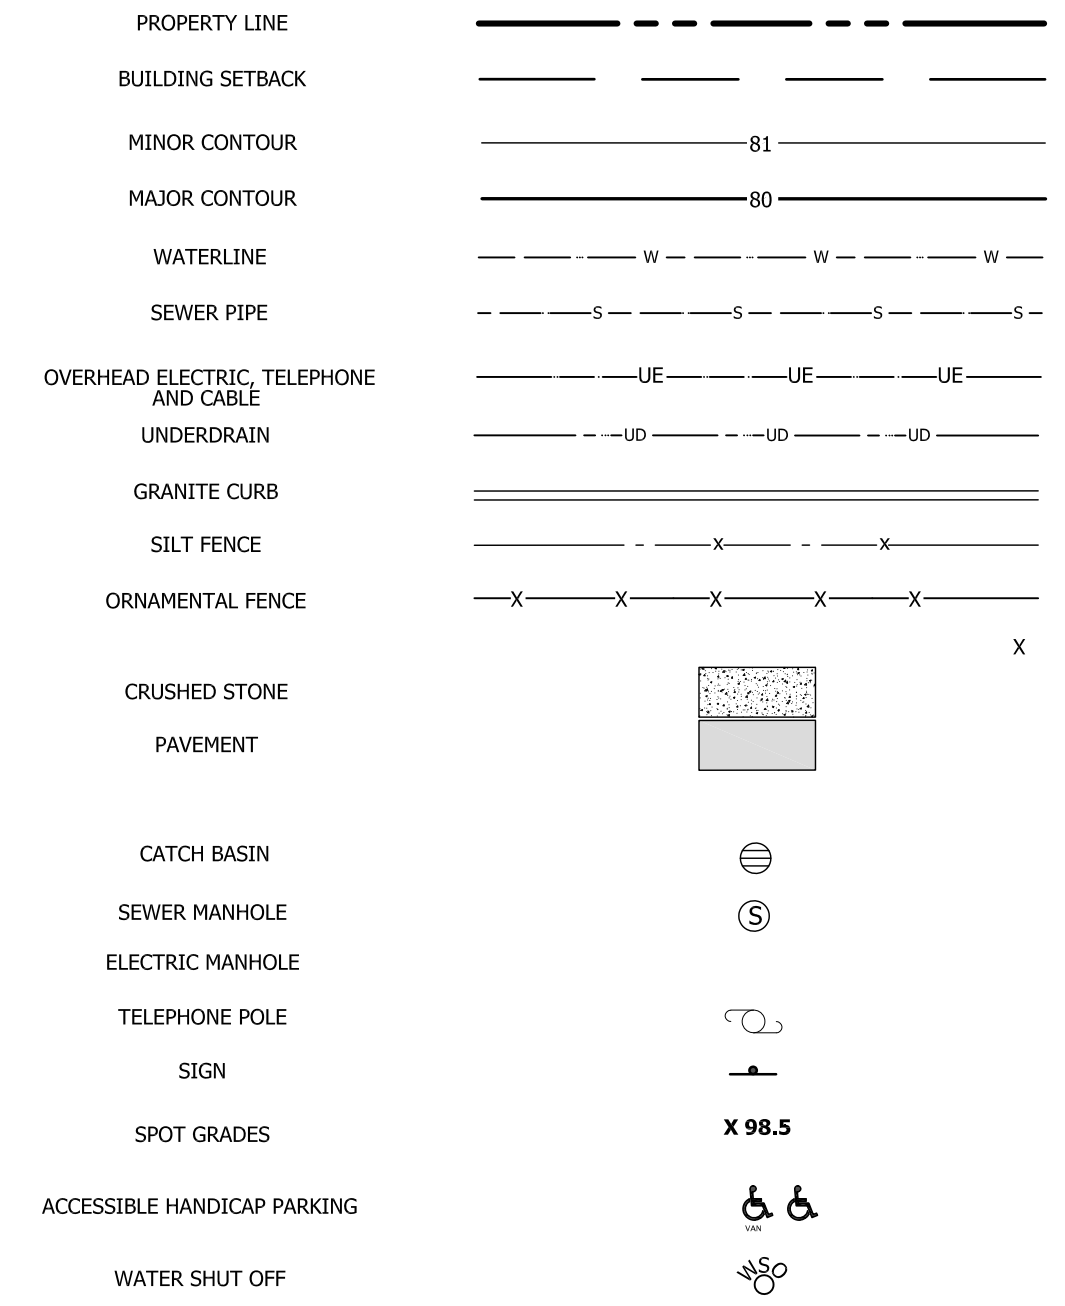 PROPERTY LINE
BUILDING SETBACK
MINOR CONTOUR 81
MAJOR CONTOUR 80
WATERLINE W W W
SEWER PIPE S S S S
OVERHEAD ELECTRIC, TELEPHONE UE UE UE
AND CABLE
UNDERDRAIN UD UD UD
GRANITE CURB
SILT FENCE X X
ORNAMENTAL FENCE X X X X X
X
CRUSHED STONE
PAVEMENT
CATCH BASIN
SEWER MANHOLE S
ELECTRIC MANHOLE
TELEPHONE POLE
SIGN
SPOT GRADES X 98.5
ACCESSIBLE HANDICAP PARKING
VAN
WATER SHUT OFF WSO